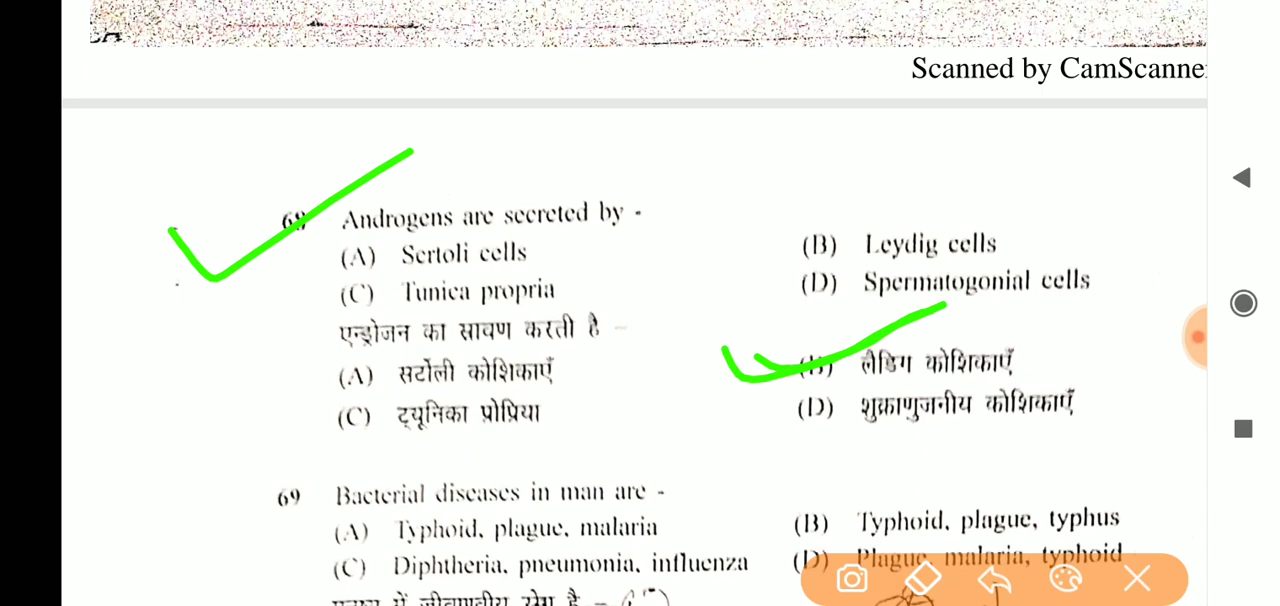 Scanned by CamScanne
68 Androgens are secreted by -
(A) Sertoli cells (B) Leydig cells
(C) Tunica propria (D) Spermatogonial cells
एन्ड्रोजन का सावण करती है –
(A) सर्टोली कोशिकाएँ (B) लैडिग कोशिकाएँ
(C) ट्यूनिका प्रोप्रिया (D) शुक्राणुजनीय कोशिकाएँ
69 Bacterial diseases in man are -
(A) Typhoid, plague, malaria (B) Typhoid, plague, typhus
(C) Diphtheria, pneumonia, influenza (D) Plague, malaria, typhoid
में जीवाणुवीय रोग है –